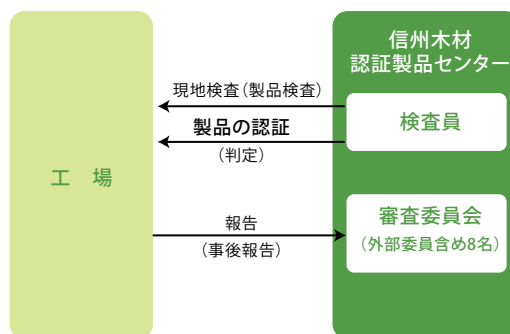 信州木材
認証製品センター
現地検査（製品検査）
検査員
製品の認証
（判定）
工　場
審査委員会
（外部委員含め8名）
報告
（事後報告）